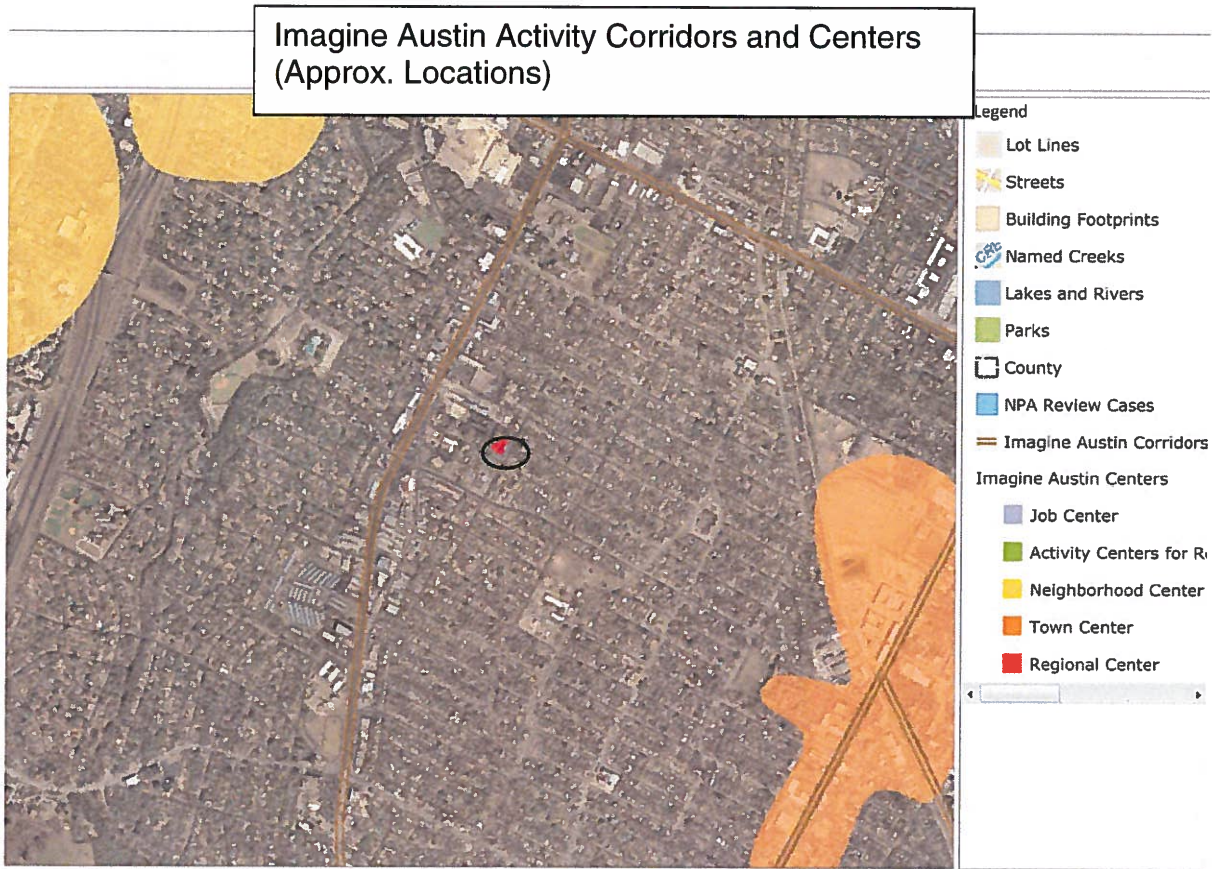 Imagine Austin Activity Corridors and Centers
(Approx. Locations)
Legend
Lot Lines
Streets
Building Footprints
CRE
Named Creeks
Lakes and Rivers
Parks
County
NPA Review Cases
Imagine Austin Corridors
Imagine Austin Centers
Job Center
Activity Centers for R
Neighborhood Center
Town Center
Regional Center